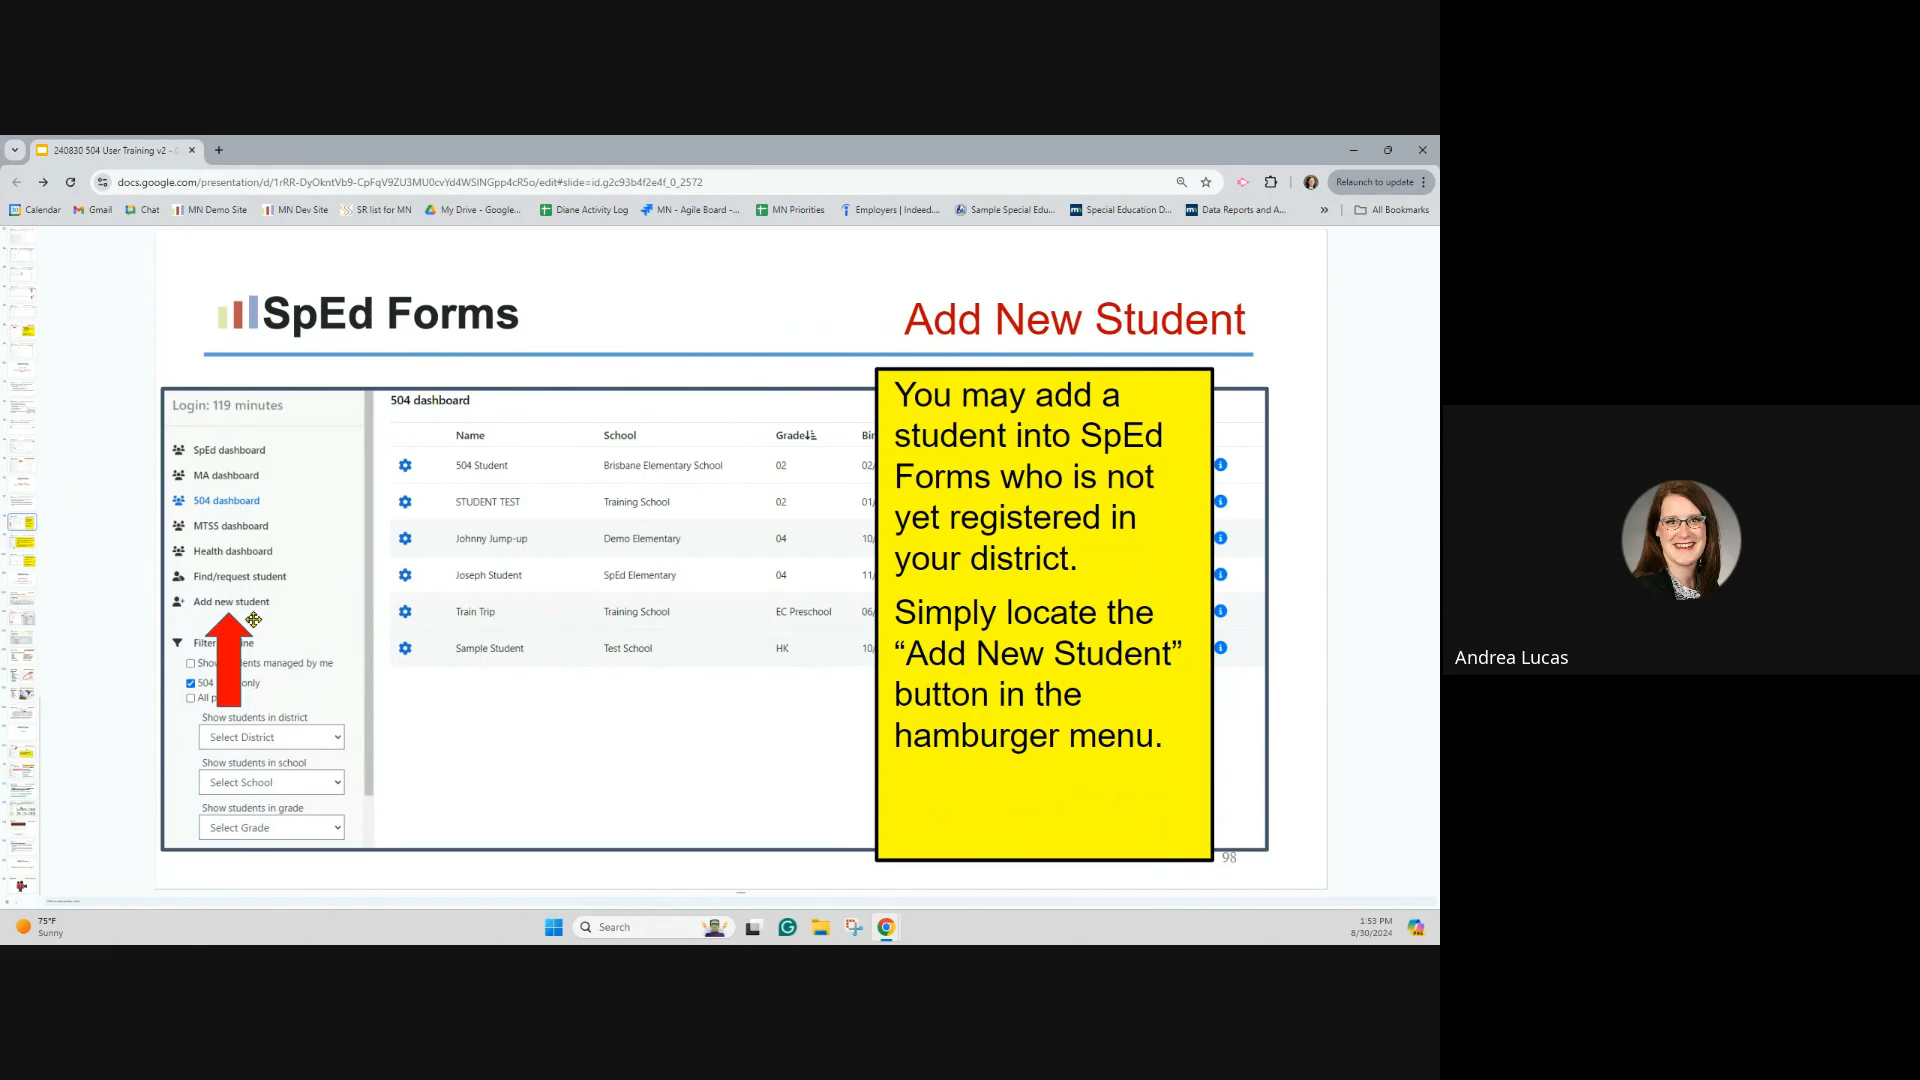 240830 504 User Training v2 -
docs.google.com/presentation/d/1rRR-DyOkntVb9-CpFqV9ZU3MU0cvYd4WSlNGpp4cR5o/edit#slide=id.g2c93b4f2e4f_0_2572
Relaunch to update
Calendar
Gmail
Chat
MN Demo Site
MN Dev Site
SR list for MN
My Drive - Google...
Diane Activity Log
MN - Agile Board -...
MN Priorities
Employers | Indeed....
Sample Special Edu...
Special Education D...
Data Reports and A...
All Bookmarks
SpEd Forms
Add New Student
Login: 119 minutes
SpEd dashboard
MA dashboard
504 dashboard
MTSS dashboard
Health dashboard
Find/request student
Add new student
Filter
Show students in district
Select District
Show students in school
Select School
Show students in grade
Select Grade
504 dashboard
Name School Grade
504 Student Brisbane Elementary School 02 02/
STUDENT TEST Training School 02 01/
Johnny Jump-up Demo Elementary 04 10/
Joseph Student SpEd Elementary 04 11/
Train Trip Training School EC Preschool 06/
Sample Student Test School HK 10/
You may add a
student into SpEd
Forms who is not
yet registered in
your district.
Simply locate the
“Add New Student”
button in the
hamburger menu.
98
75°F
Sunny
Search
1:53 PM
8/30/2024
Andrea Lucas